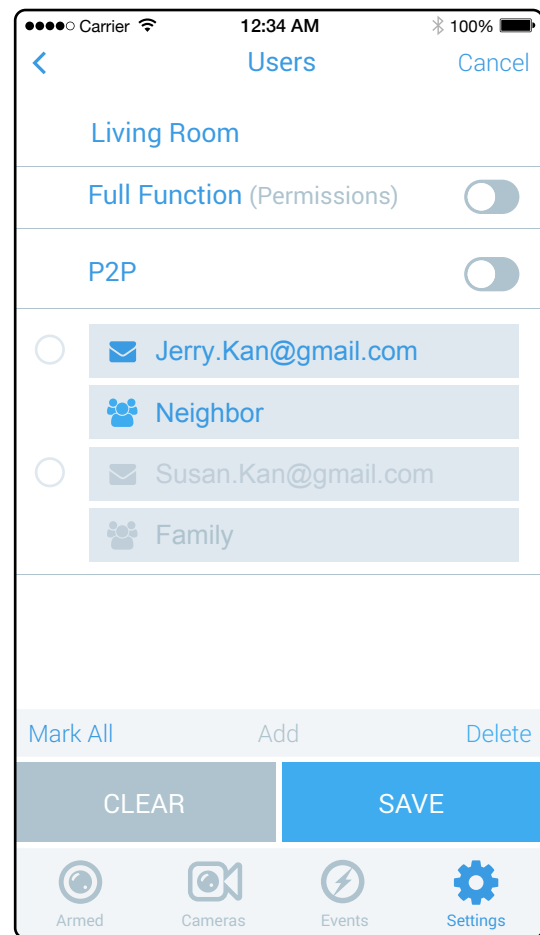 Carrier 12:34 AM 100%
Users Cancel
Living Room
Full Function (Permissions)
P2P
Jerry.Kan@gmail.com
Neighbor
Susan.Kan@gmail.com
Family
Mark All Add Delete
CLEAR SAVE
Armed Cameras Events Settings